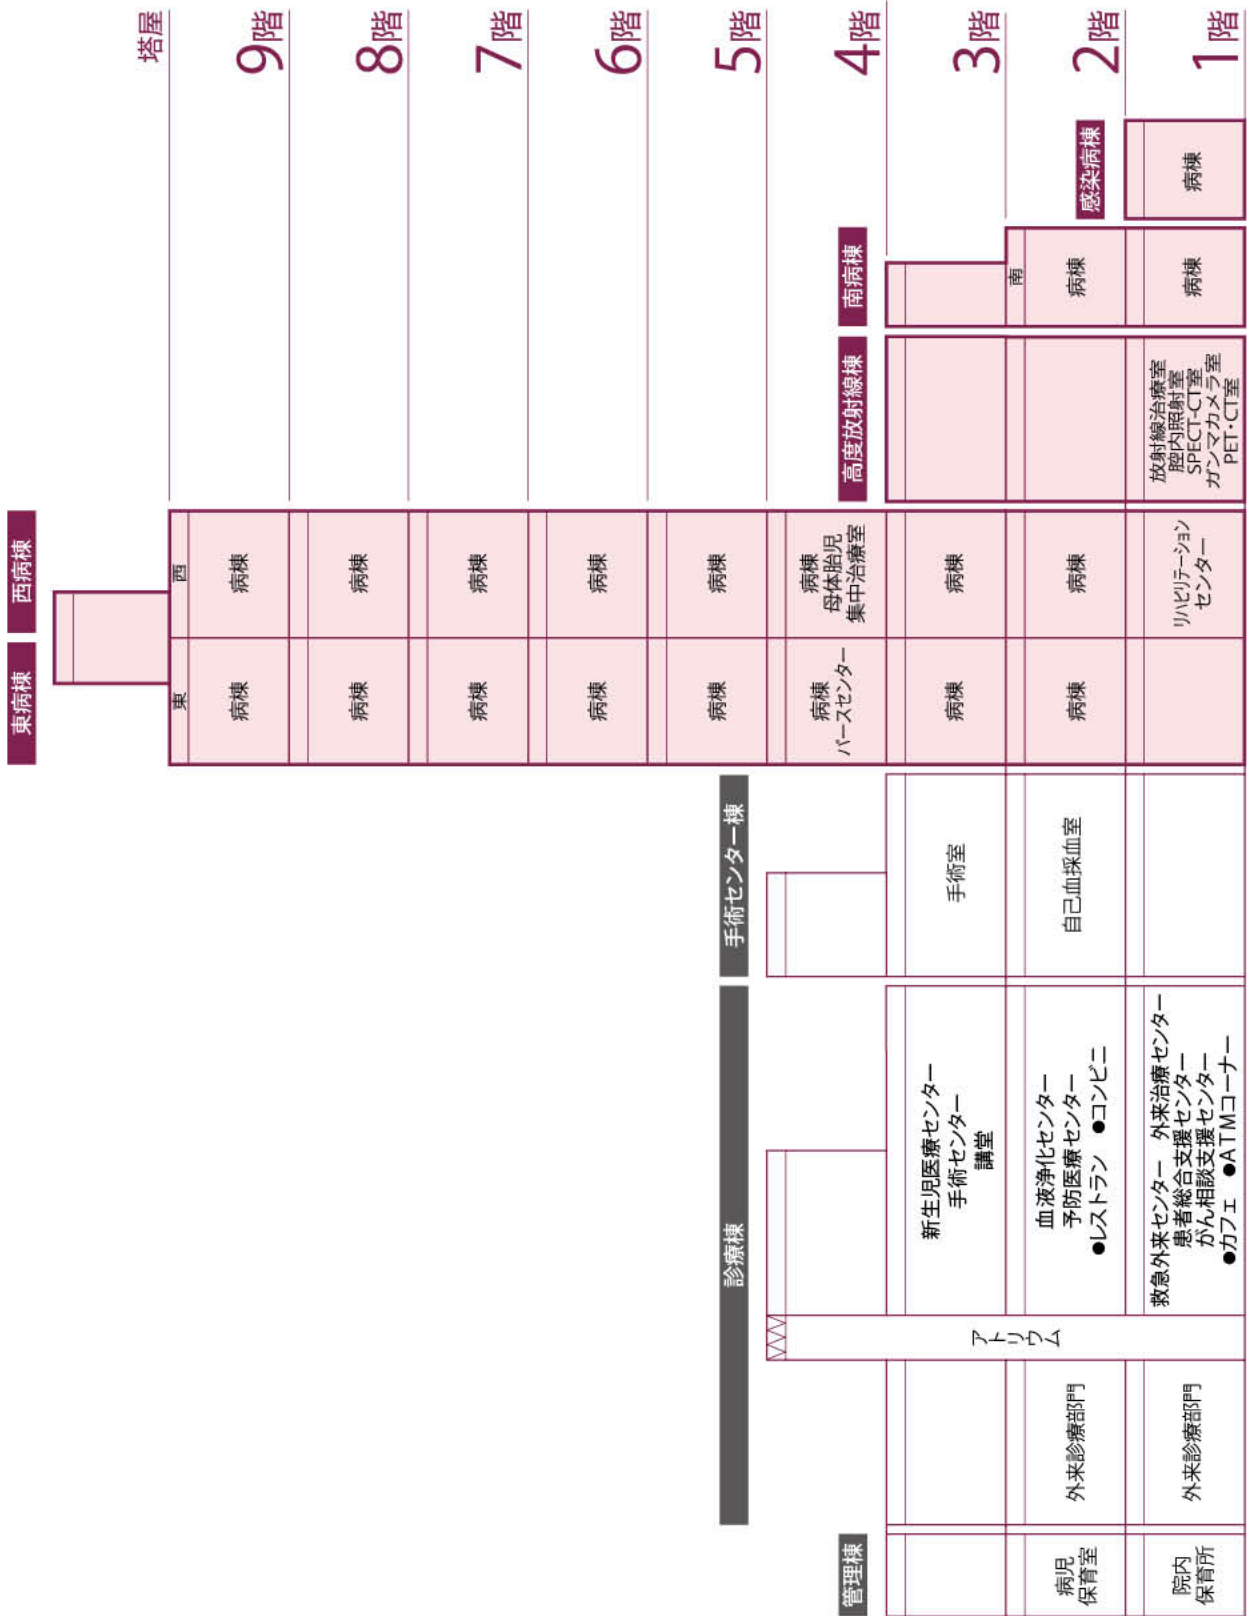 東病棟
西病棟
塔屋
東
西
9階
病棟
病棟
8階
病棟
病棟
7階
病棟
病棟
6階
病棟
病棟
診療棟
手術センター棟
5階
病棟
病棟
管理棟
高度放射線棟
南病棟
4階
病棟
バースセンター
病棟
母体胎児
集中治療室
3階
アトリウム
新生児医療センター
手術センター
講堂
手術室
病棟
病棟
南
感染病棟
2階
病児
保育室
外来診療部門
血液浄化センター
予防医療センター
●レストラン ●コンビニ
自己血採血室
病棟
病棟
病棟
1階
院内
保育所
外来診療部門
救急外来センター 外来治療センター
患者総合支援センター
がん相談支援センター
●カフェ ●ATMコーナー
リハビリテーション
センター
放射線治療室
腔内照射室
SPECT-CT室
ガンマカメラ室
PET・CT室
病棟
病棟